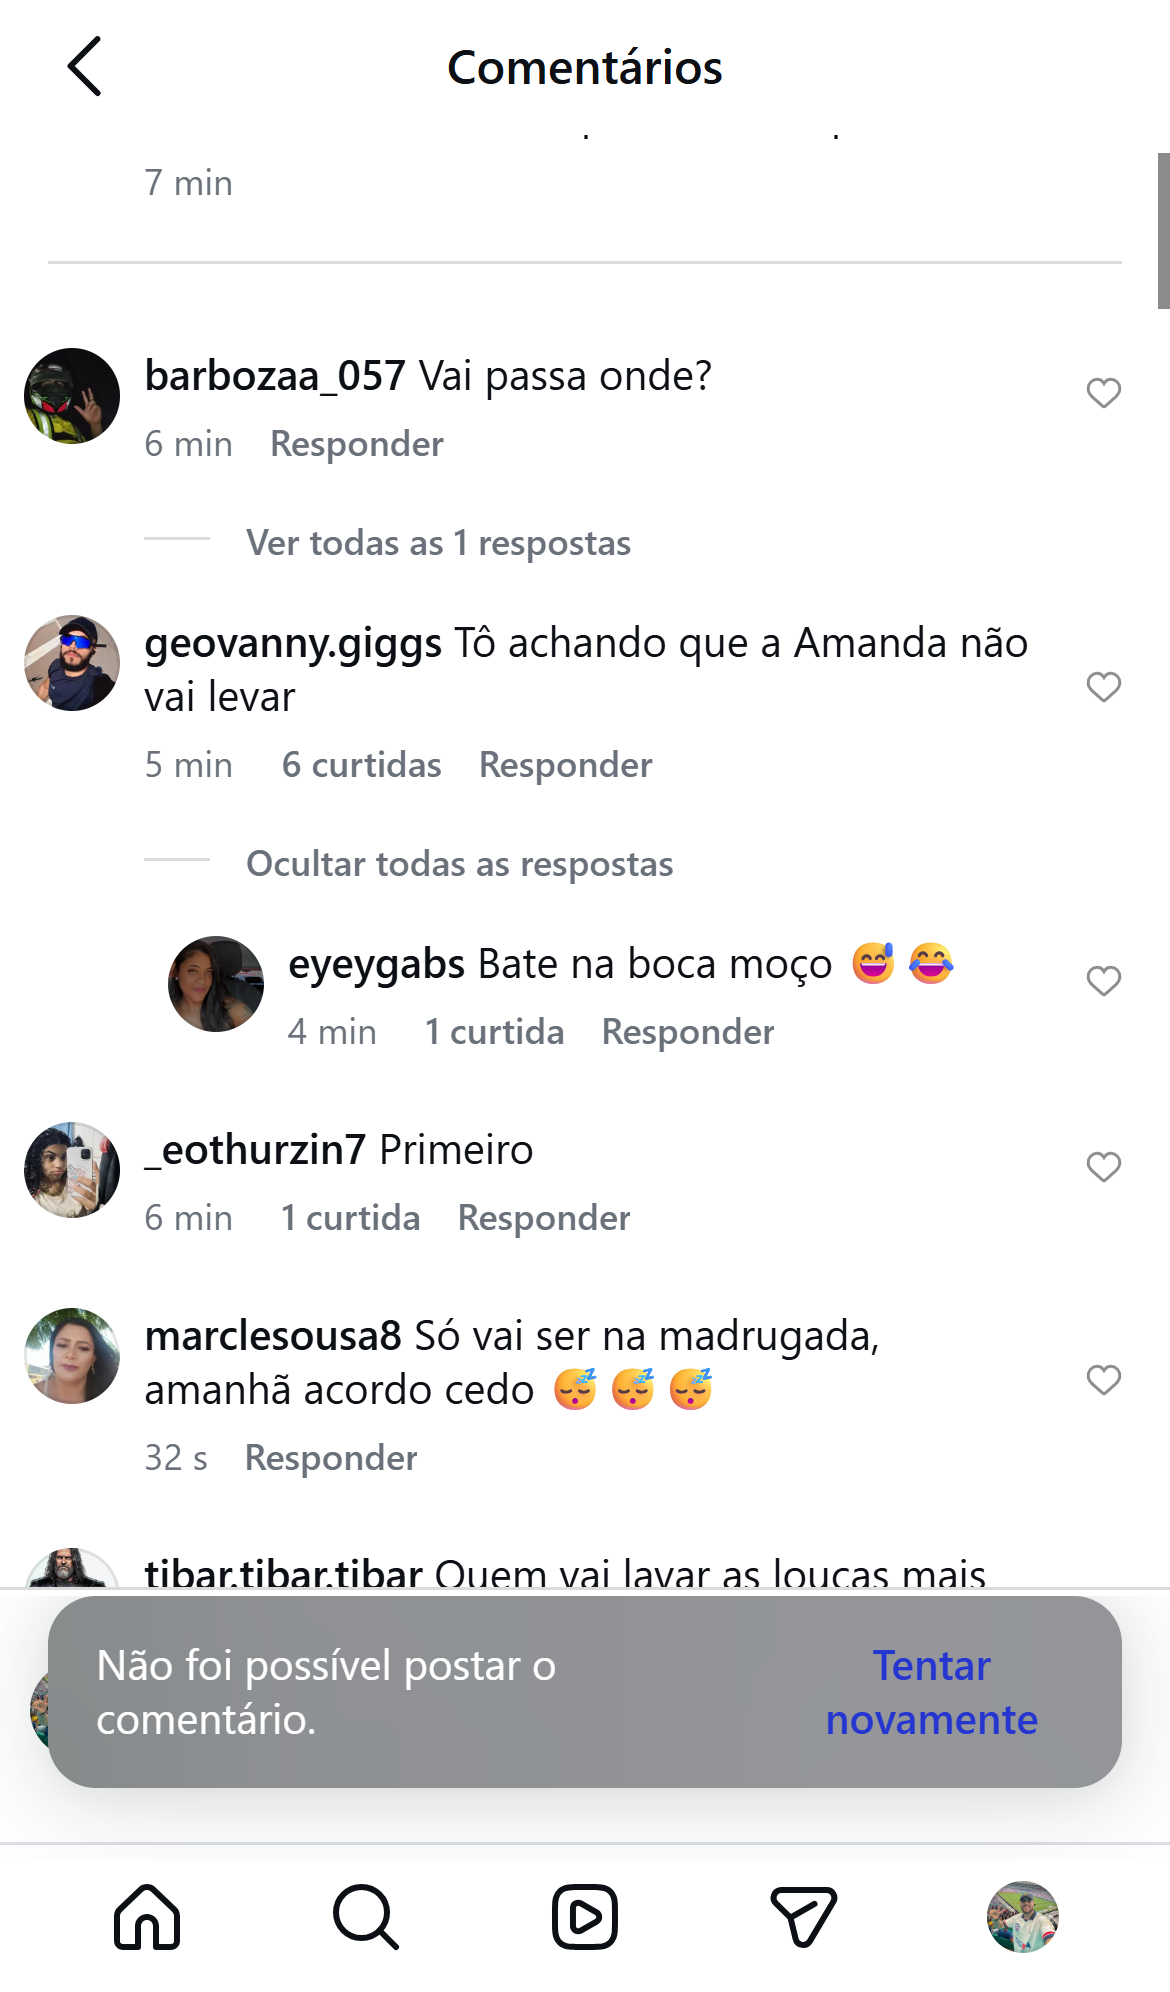 Comentários
7 min
barbozaa_057 Vai passa onde?
6 min Responder
Ver todas as 1 respostas
geovanny.giggs Tô achando que a Amanda não
vai levar
5 min 6 curtidas Responder
Ocultar todas as respostas
eyeygabs Bate na boca moço 😅😂
4 min 1 curtida Responder
_eothurzin7 Primeiro
6 min 1 curtida Responder
marclesousa8 Só vai ser na madrugada,
amanhã acordo cedo 😴😴😴
32 s Responder
tibar.tibar.tibar Quem vai lavar as louças mais
Não foi possível postar o
comentário.
Tentar
novamente